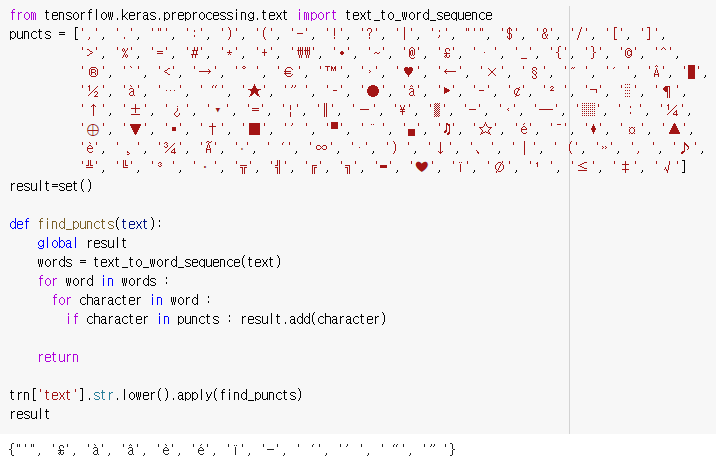 from tensorflow.keras.preprocessing.text import text_to_word_sequence
puncts = [',', '.', '"', ':', ')', '(', '-', '!', '?', '|', ';', "'", '$', '&', '/', '[', ']',
'>', '%', '=', '#', '*', '+', '\\', '•', '~', '@', '£', '·', '_', '{', '}', '©', '^',
'®', '`', '<', '→', '°', '€', '™', '›', '♥', '←', '×', '§', '″', '′', 'Â', '█',
'½', 'à', '…', '“', '★', '”', '–', '●', 'â', '►', '−', '¢', '²', '¬', '░', '¶',
'↑', '±', '¿', '▾', '═', '¦', '║', '―', '¥', '▓', '—', '‹', '─', '▒', ':', '¼',
'⊕', '▼', '▪', '†', '■', '’', '▀', '¨', '▄', '♫', '☆', 'é', '¯', '♦', '¤', '▲',
'è', '¸', '¾', 'Ã', '⋅', '‘', '∞', '∙', ')', '↓', '、', '│', '(', '»', ',', '♪',
'╩', '╚', '³', '・', '╦', '╣', '╔', '╗', '▬', '❤', 'ï', 'Ø', '¹', '≤', '‡', '√']
result=set()
def find_puncts(text):
global result
words = text_to_word_sequence(text)
for word in words :
for character in word :
if character in puncts : result.add(character)
return
trn['text'].str.lower().apply(find_puncts)
result
{"'", '£', 'à', 'â', 'è', 'é', 'ï', '–', '‘', '’', '“', '”'}